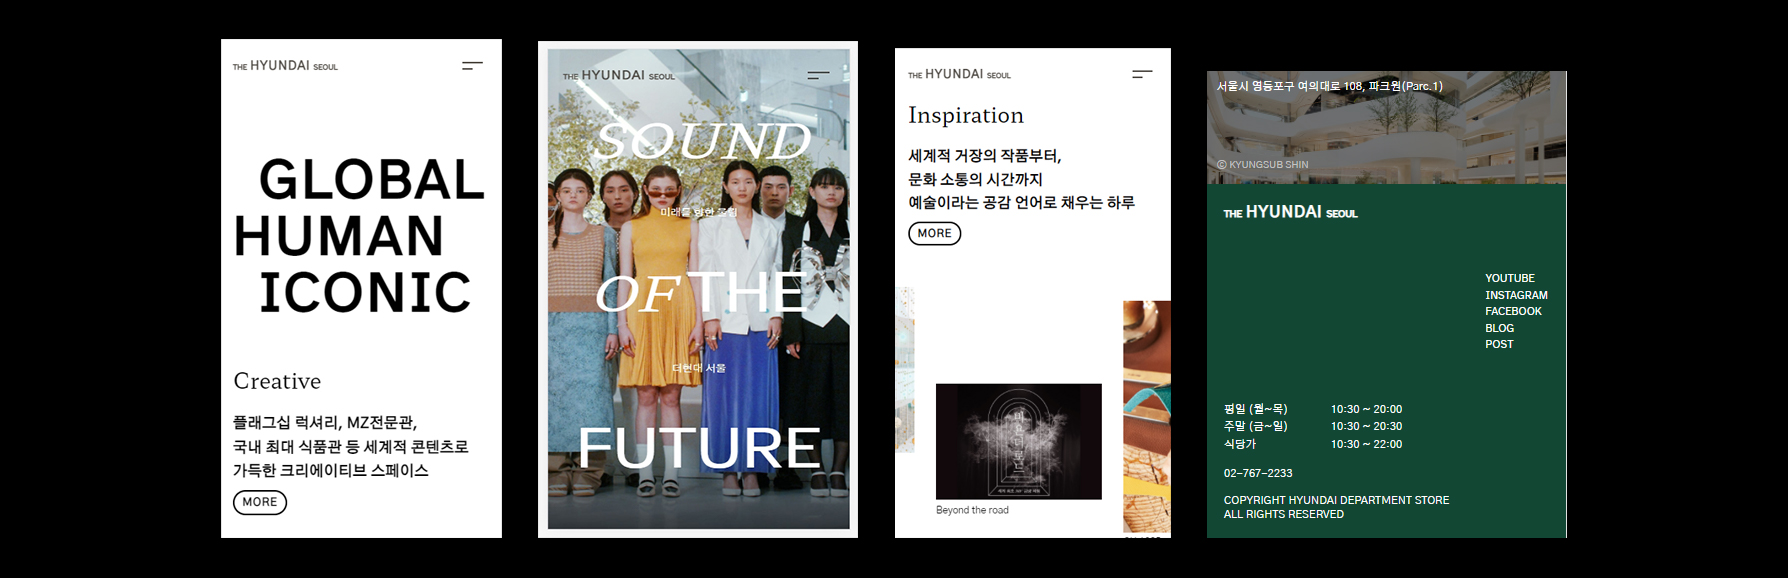 THE HYUNDAI SEOUL
GLOBAL
HUMAN
ICONIC
Creative
플래그십 럭셔리, MZ전문관,
국내 최대 식품관 등 세계적 콘텐츠로
가득한 크리에이티브 스페이스
MORE
THE HYUNDAI SEOUL
SOUND
미래를 향한 울림
OF THE
더현대 서울
FUTURE
THE HYUNDAI SEOUL
Inspiration
세계적 거장의 작품부터,
문화 소통의 시간까지
예술이라는 공감 언어로 채우는 하루
MORE
비욘더로드
Beyond the road
서울시 영등포구 여의대로 108, 파크원(Parc.1)
© KYUNGSUB SHIN
THE HYUNDAI SEOUL
YOUTUBE
INSTAGRAM
FACEBOOK
BLOG
POST
평일 (월~목) 10:30 ~ 20:00
주말 (금~일) 10:30 ~ 20:30
식당가 10:30 ~ 22:00
02-767-2233
COPYRIGHT HYUNDAI DEPARTMENT STORE
ALL RIGHTS RESERVED